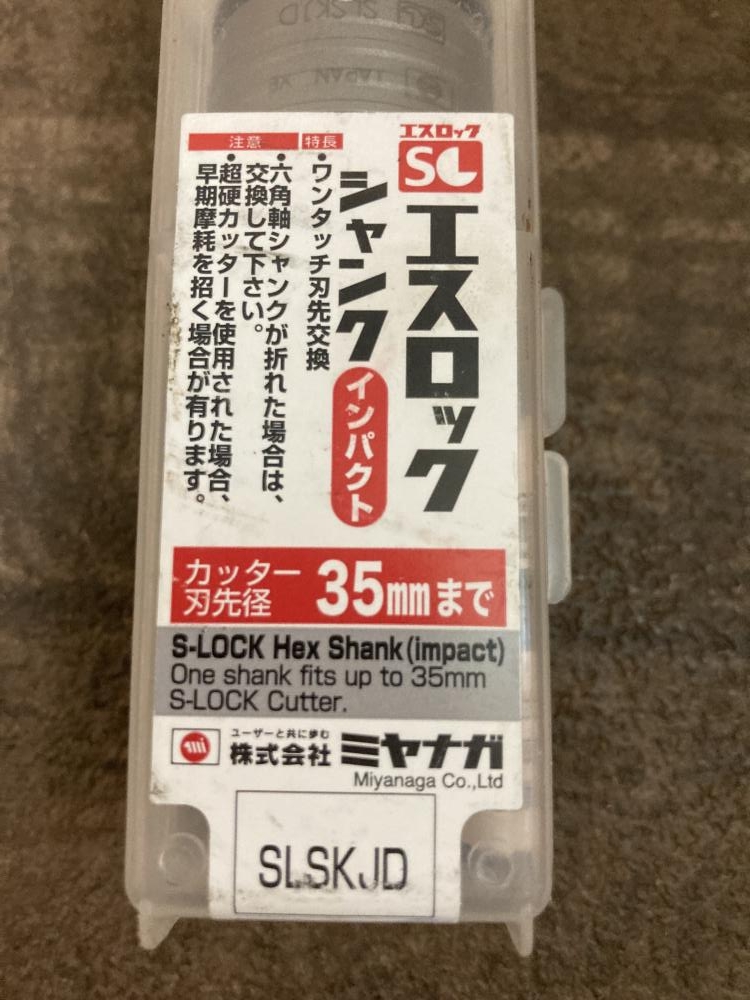 SLSKJD
JAPAN XE
エスロック
SL
エスロック
シャンク
インパクト
特長
・ワンタッチ刃先交換
注意
・六角軸シャンクが折れた場合は、
交換して下さい。
・超硬カッターを使用された場合、
早期摩耗を招く場合が有ります。
カッター
刃先径
35mmまで
S-LOCK Hex Shank(impact)
One shank fits up to 35mm
S-LOCK Cutter.
ユーザーと共に歩む
mi
株式会社 ミヤナガ
Miyanaga Co.,Ltd
SLSKJD